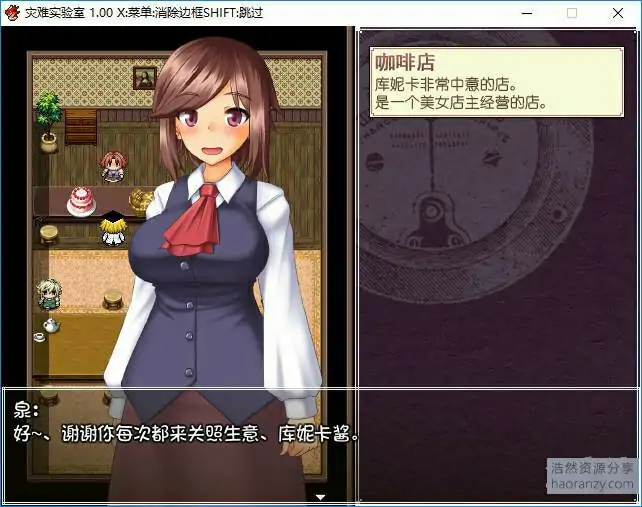 灾难实验室 1.00 X:菜单:消除边框SHIFT:跳过
咖啡店
库妮卡非常中意的店。
是一个美女店主经营的店。
泉：
好~、谢谢你每次都来关照生意、库妮卡酱。
浩然资源分享
haoranzy.com